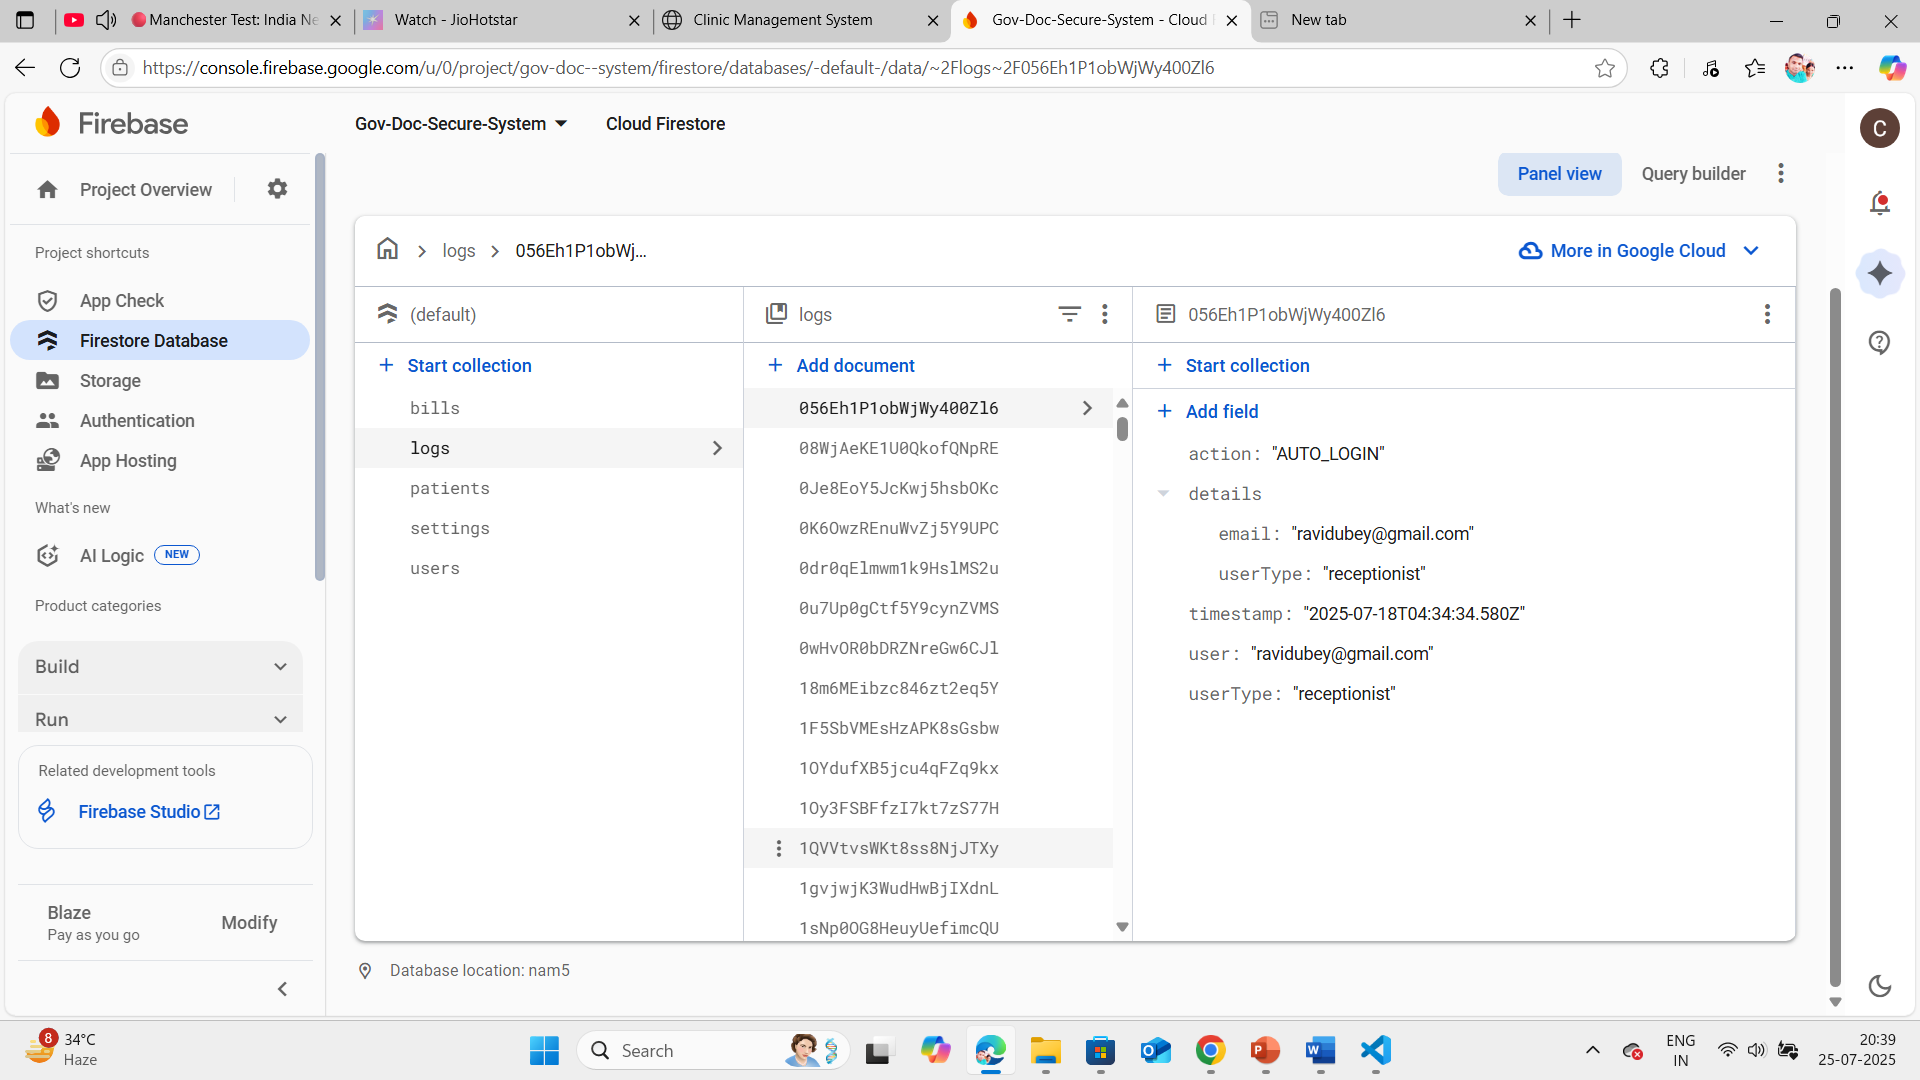 Manchester Test: India Ne
Watch - JioHotstar
Clinic Management System
Gov-Doc-Secure-System - Cloud
New tab
https://console.firebase.google.com/u/0/project/gov-doc--system/firestore/databases/-default-/data/~2Flogs~2F056Eh1P1obWjWy400Zl6
Firebase
Gov-Doc-Secure-System
Cloud Firestore
C
Project Overview
Panel view
Query builder
Project shortcuts
App Check
Firestore Database
Storage
Authentication
App Hosting
What's new
AI Logic NEW
Product categories
Build
Run
Related development tools
Firebase Studio
Blaze
Pay as you go
Modify
logs
056Eh1P1obWj...
More in Google Cloud
(default)
Start collection
bills
logs
patients
settings
users
logs
Add document
056Eh1P1obWjWy400Zl6
08WjAeKE1U0QkofQNpRE
0Je8EoY5JcKwj5hsbOKc
0K6OwzREnuWvZj5Y9UPC
0dr0qElmwm1k9HslMS2u
0u7Up0gCtf5Y9cynZVMS
0wHvOR0bDRZNreGw6CJl
18m6MEibzc846zt2eq5Y
1F5SbVMEsHzAPK8sGsbw
1OYdufXB5jcu4qFZq9kx
1Oy3FSBFfzI7kt7zS77H
1QVVtvsWKt8ss8NjJTXy
1gvjwjK3WudHwBjIXdnL
1sNp0OG8HeuyUefimcQU
056Eh1P1obWjWy400Zl6
Start collection
Add field
action: "AUTO_LOGIN"
details
email: "ravidubey@gmail.com"
userType: "receptionist"
timestamp: "2025-07-18T04:34:34.580Z"
user: "ravidubey@gmail.com"
userType: "receptionist"
Database location: nam5
8
34°C
Haze
Search
ENG
IN
20:39
25-07-2025